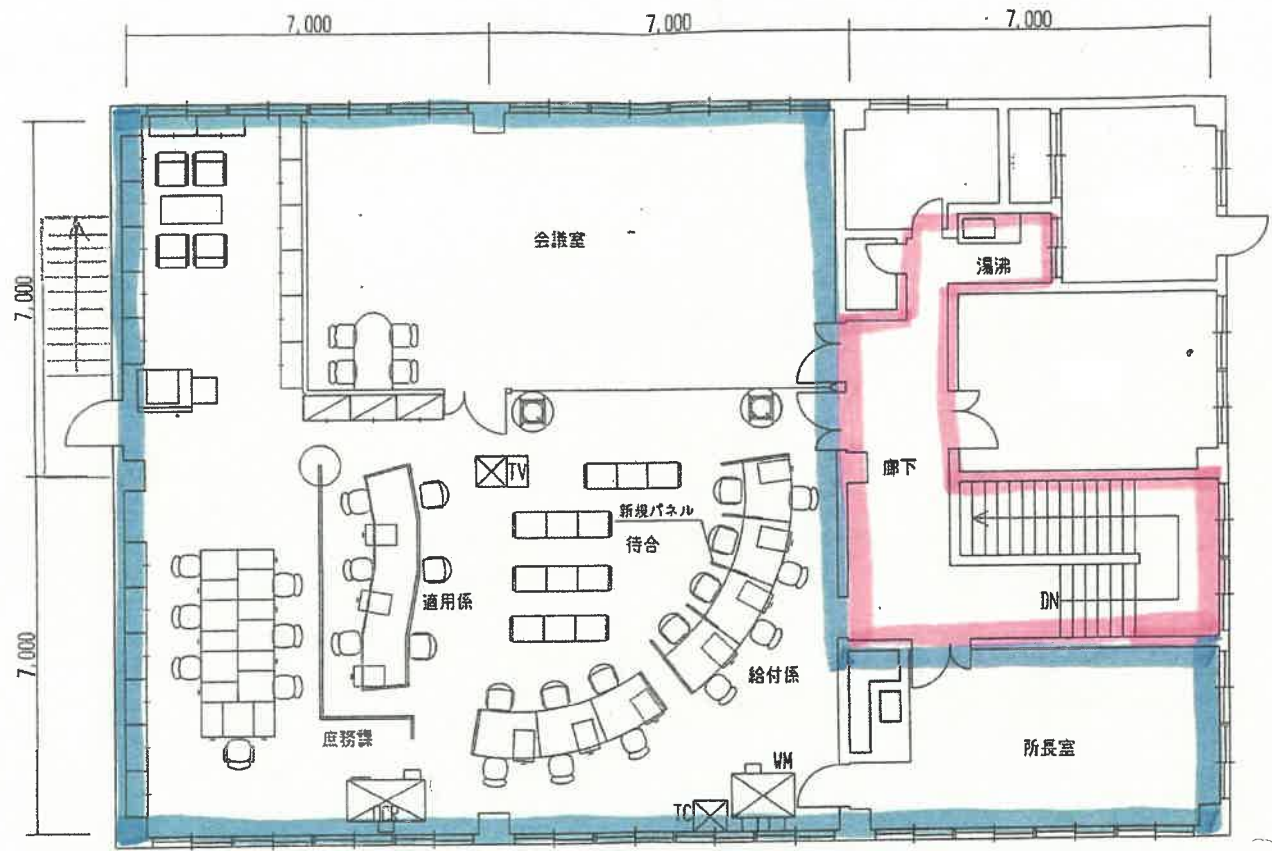 7,000
7,000
7,000
7,000
7,000
会議室
湯沸
廊下
TV
新規パネル
待合
適用係
DN
給付係
庶務課
所長室
WM
TC